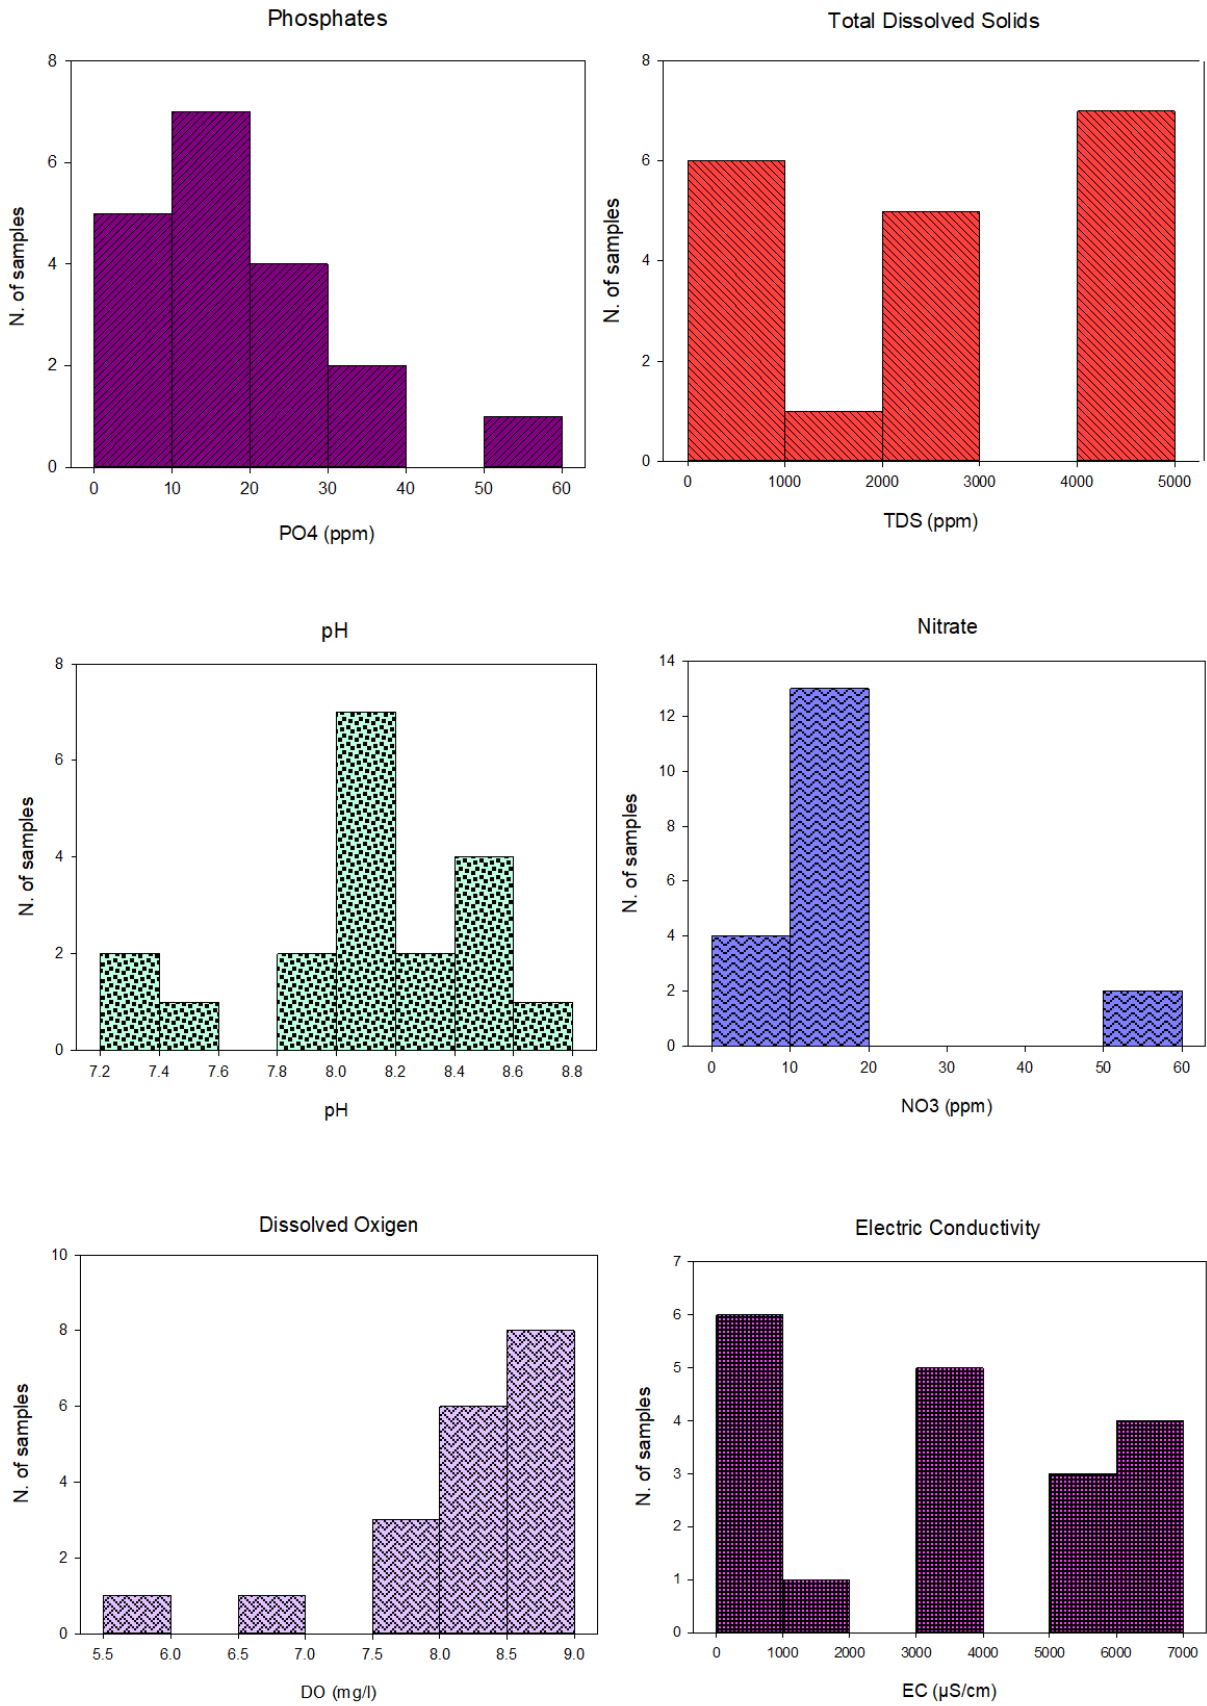 Phosphates
8
6
4
2
0
N. of samples
0 10 20 30 40 50 60
PO4 (ppm)
Total Dissolved Solids
8
6
4
2
0
N. of samples
0 1000 2000 3000 4000 5000
TDS (ppm)
pH
8
6
4
2
0
N. of samples
7.2 7.4 7.6 7.8 8.0 8.2 8.4 8.6 8.8
pH
Nitrate
14
12
10
8
6
4
2
0
N. of samples
0 10 20 30 40 50 60
NO3 (ppm)
Dissolved Oxigen
10
8
6
4
2
0
N. of samples
5.5 6.0 6.5 7.0 7.5 8.0 8.5 9.0
DO (mg/l)
Electric Conductivity
7
6
5
4
3
2
1
0
N. of samples
0 1000 2000 3000 4000 5000 6000 7000
EC (µS/cm)